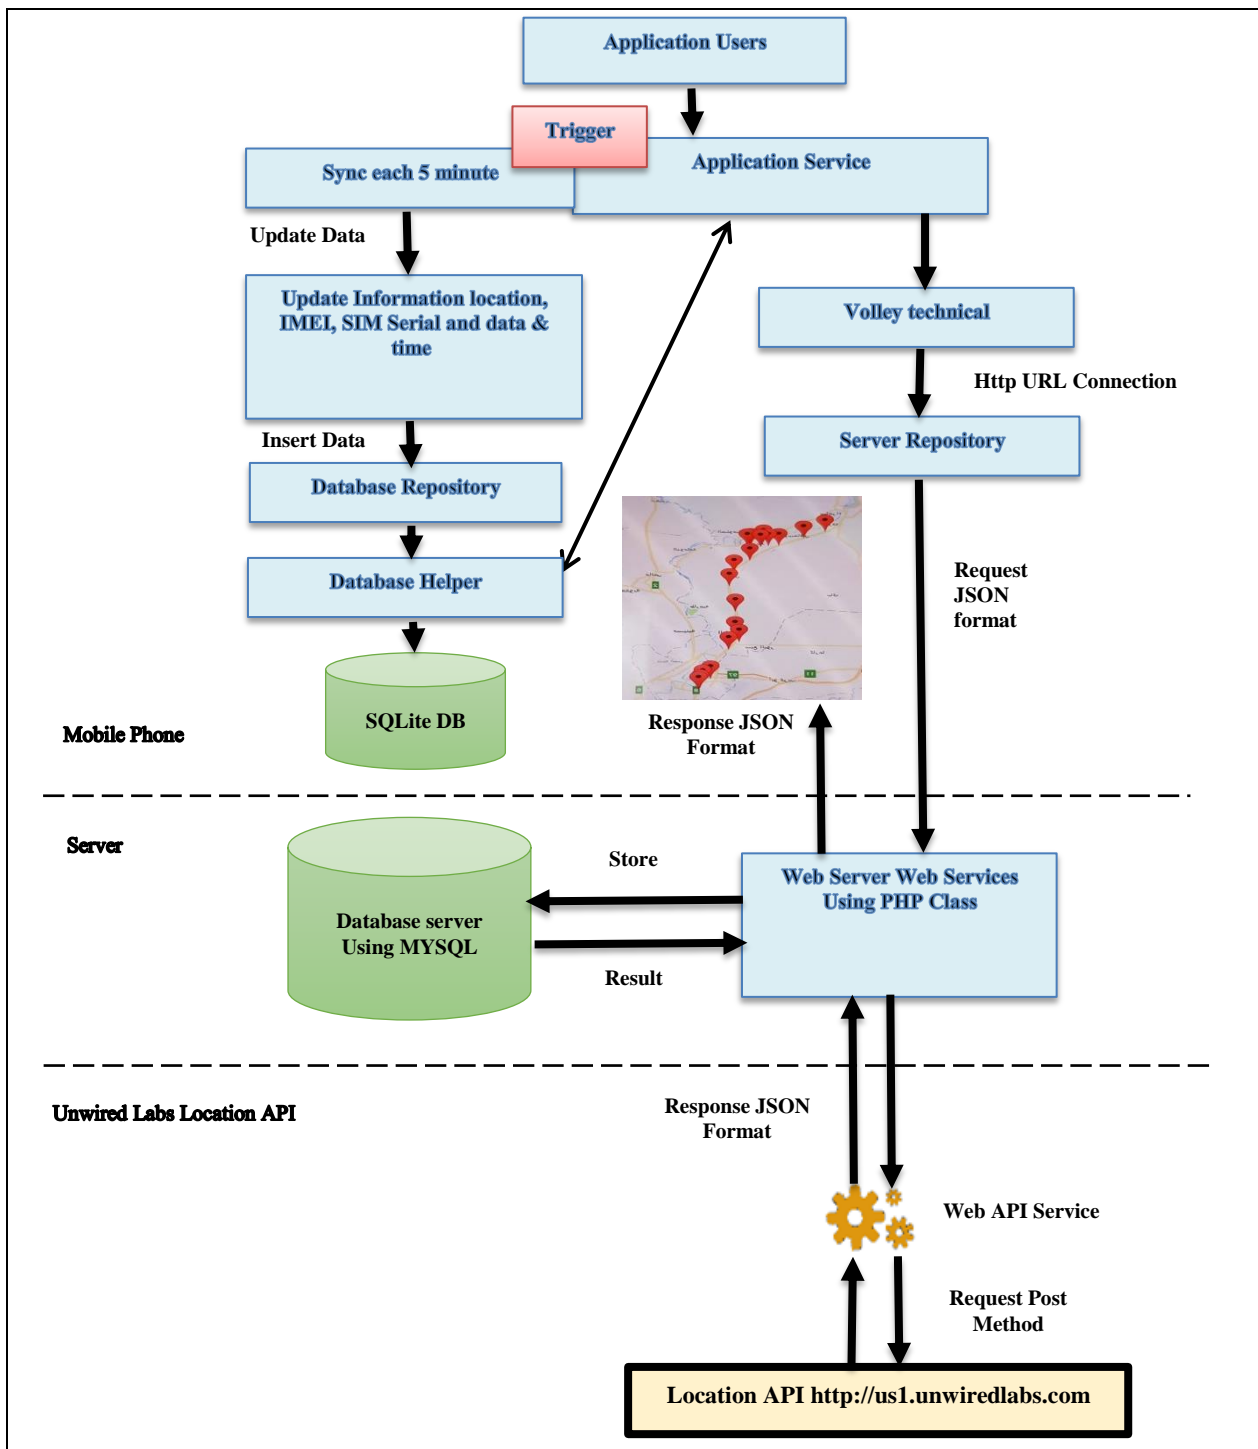 Application Users
Trigger
Sync each 5 minute
Application Service
Update Data
Update Information location,
IMEI, SIM Serial and data &
time
Volley technical
Http URL Connection
Insert Data
Server Repository
Database Repository
Database Helper
Request
JSON
format
SQLite DB
Response JSON
Format
Mobile Phone
Server
Store
Web Server Web Services
Using PHP Class
Database server
Using MYSQL
Result
Unwired Labs Location API
Response JSON
Format
Web API Service
Request Post
Method
Location API http://us1.unwiredlabs.com